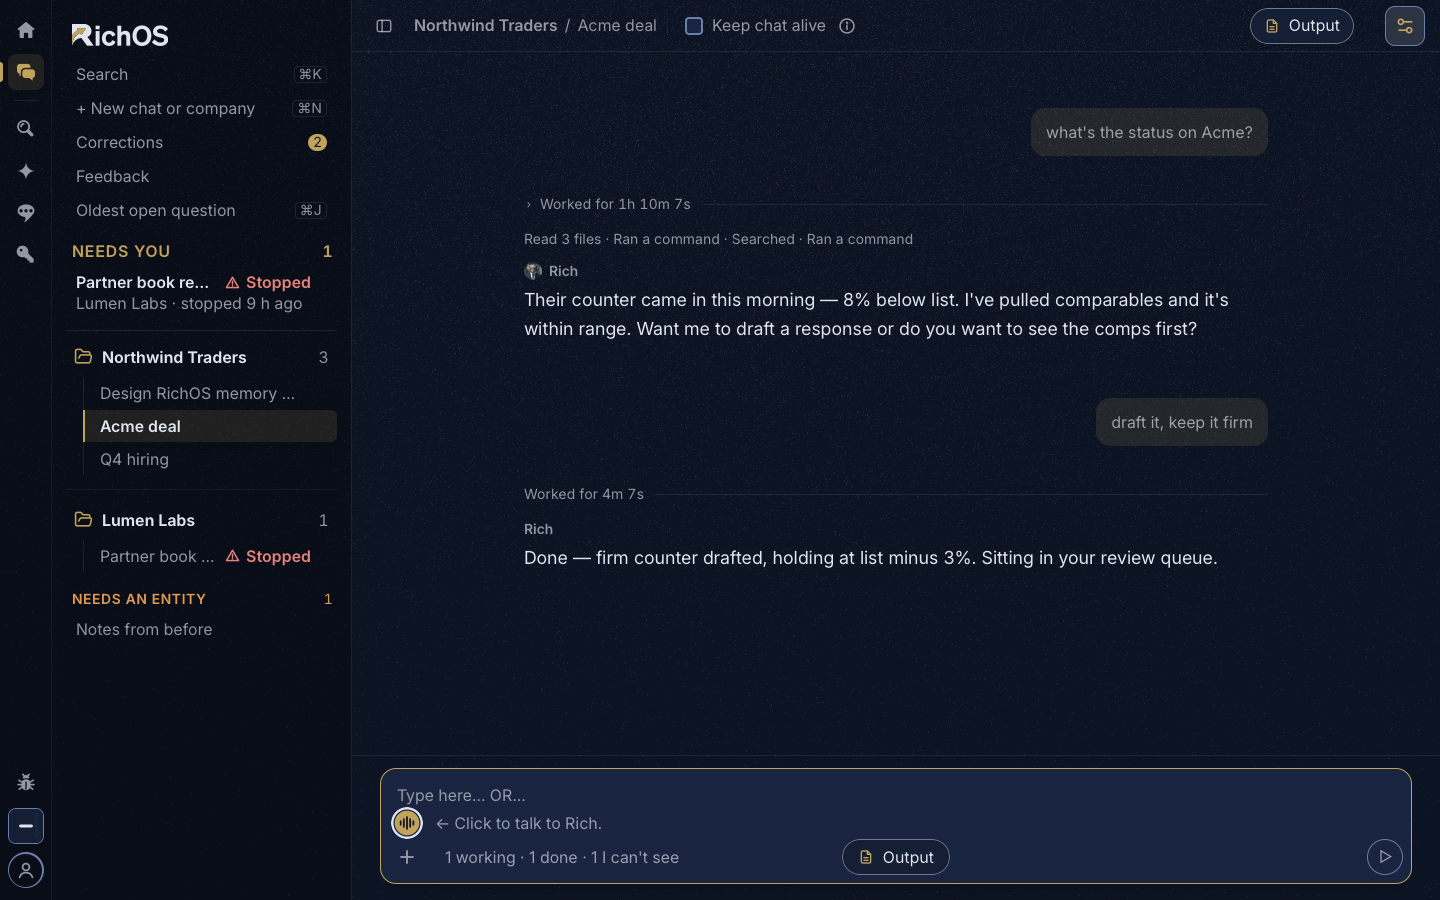 RichOS
Search ⌘K
+ New chat or company ⌘N
Corrections 2
Feedback
Oldest open question ⌘J
NEEDS YOU 1
Partner book re... Stopped
Lumen Labs · stopped 9 h ago
Northwind Traders 3
Design RichOS memory ...
Acme deal
Q4 hiring
Lumen Labs 1
Partner book ... Stopped
NEEDS AN ENTITY 1
Notes from before
Northwind Traders / Acme deal Keep chat alive Output
what's the status on Acme?
› Worked for 1h 10m 7s
Read 3 files · Ran a command · Searched · Ran a command
Rich
Their counter came in this morning — 8% below list. I've pulled comparables and it's
within range. Want me to draft a response or do you want to see the comps first?
draft it, keep it firm
Worked for 4m 7s
Rich
Done — firm counter drafted, holding at list minus 3%. Sitting in your review queue.
Type here... OR...
← Click to talk to Rich.
1 working · 1 done · 1 I can't see Output